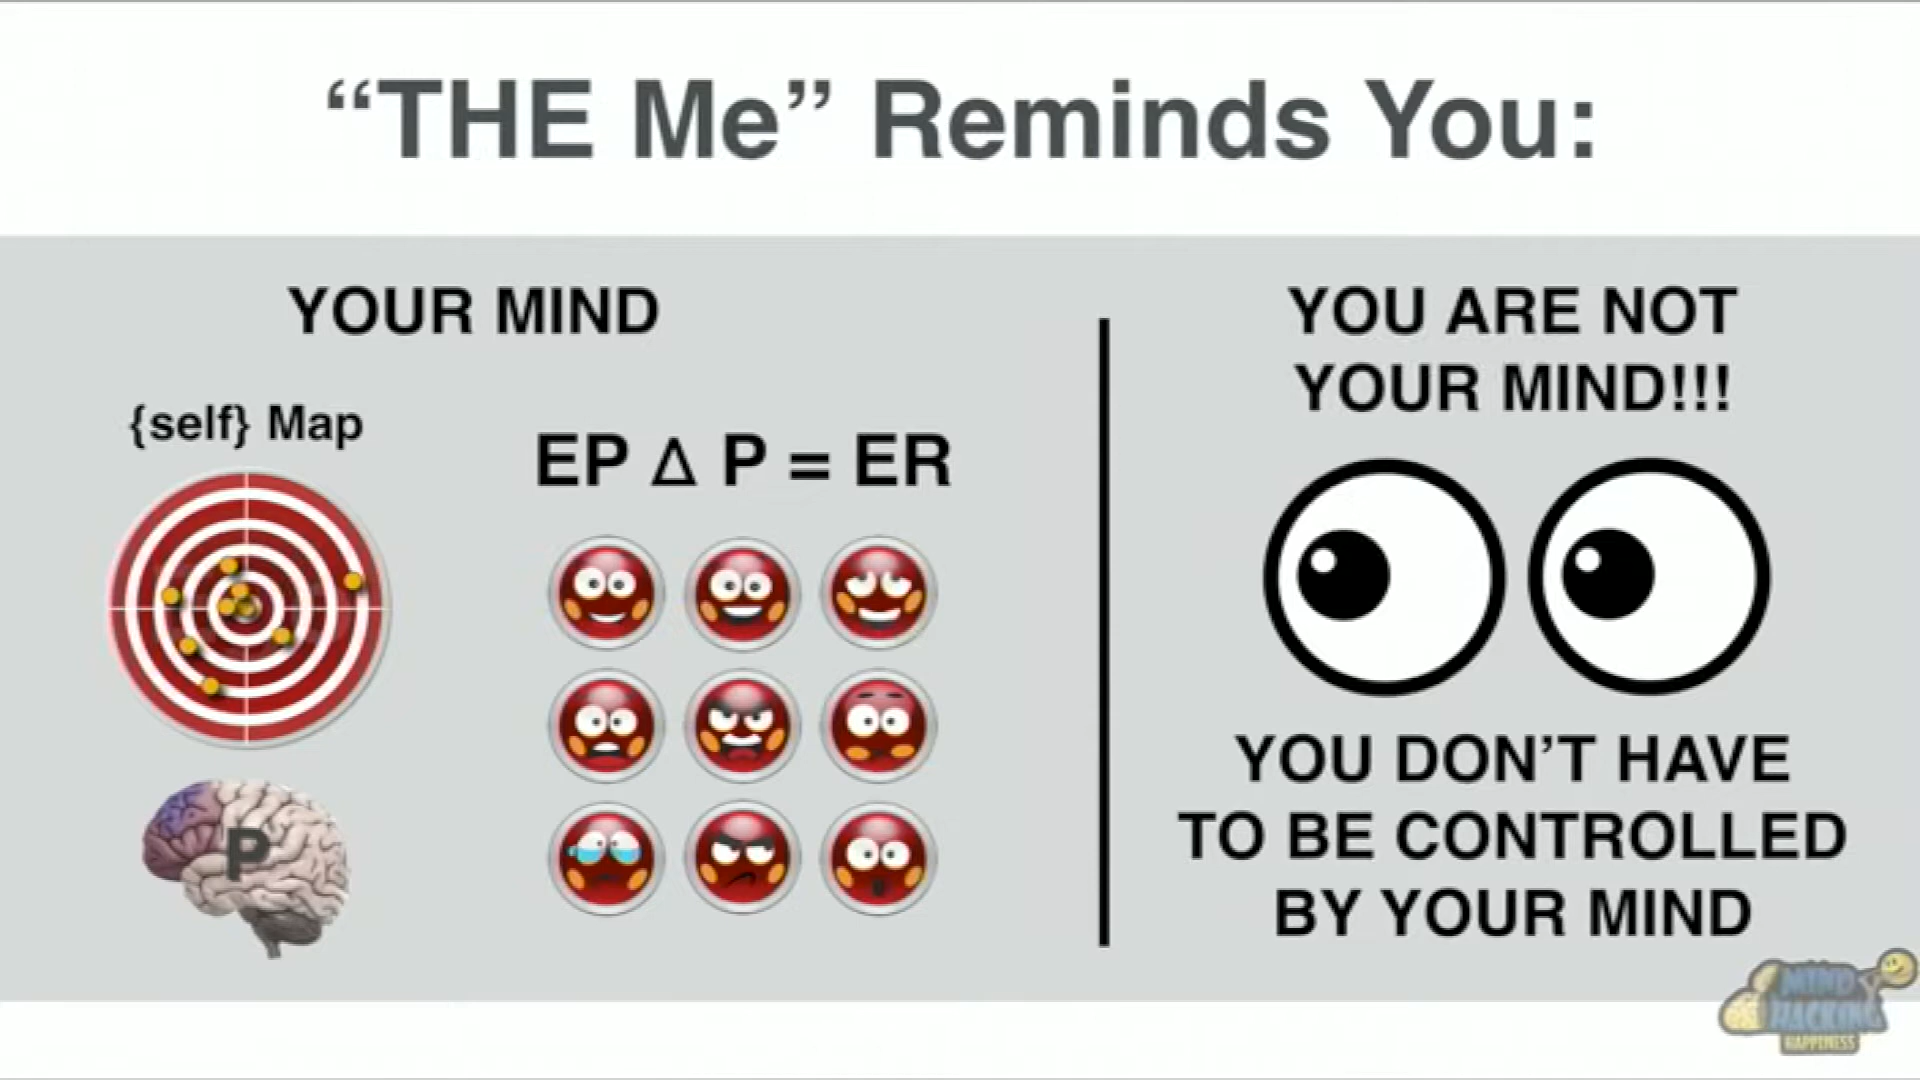 “THE Me” Reminds You:
YOUR MIND
{self} Map
EP Δ P = ER
P
YOU ARE NOT
YOUR MIND!!!
YOU DON’T HAVE
TO BE CONTROLLED
BY YOUR MIND
MIND
HACKING
HAPPINESS